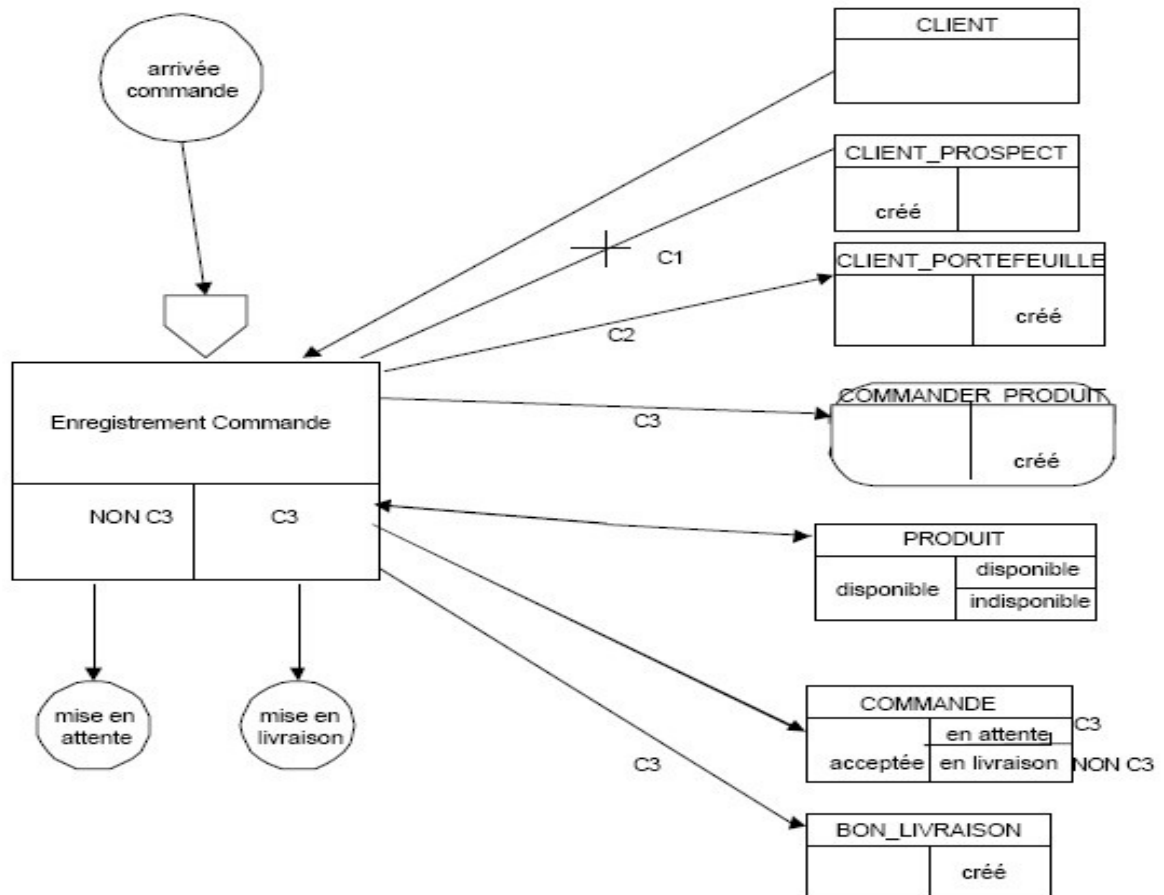 CLIENT
arrivée
commande
CLIENT_PROSPECT
créé
C1
CLIENT_PORTEFEUILLE
créé
C2
Enregistrement Commande
COMMANDER_PRODUIT
C3
créé
NON C3
C3
PRODUIT
disponible
disponible
indisponible
mise en
attente
mise en
livraison
COMMANDE
en attente
C3
acceptée
en livraison
NON C3
C3
BON_LIVRAISON
créé